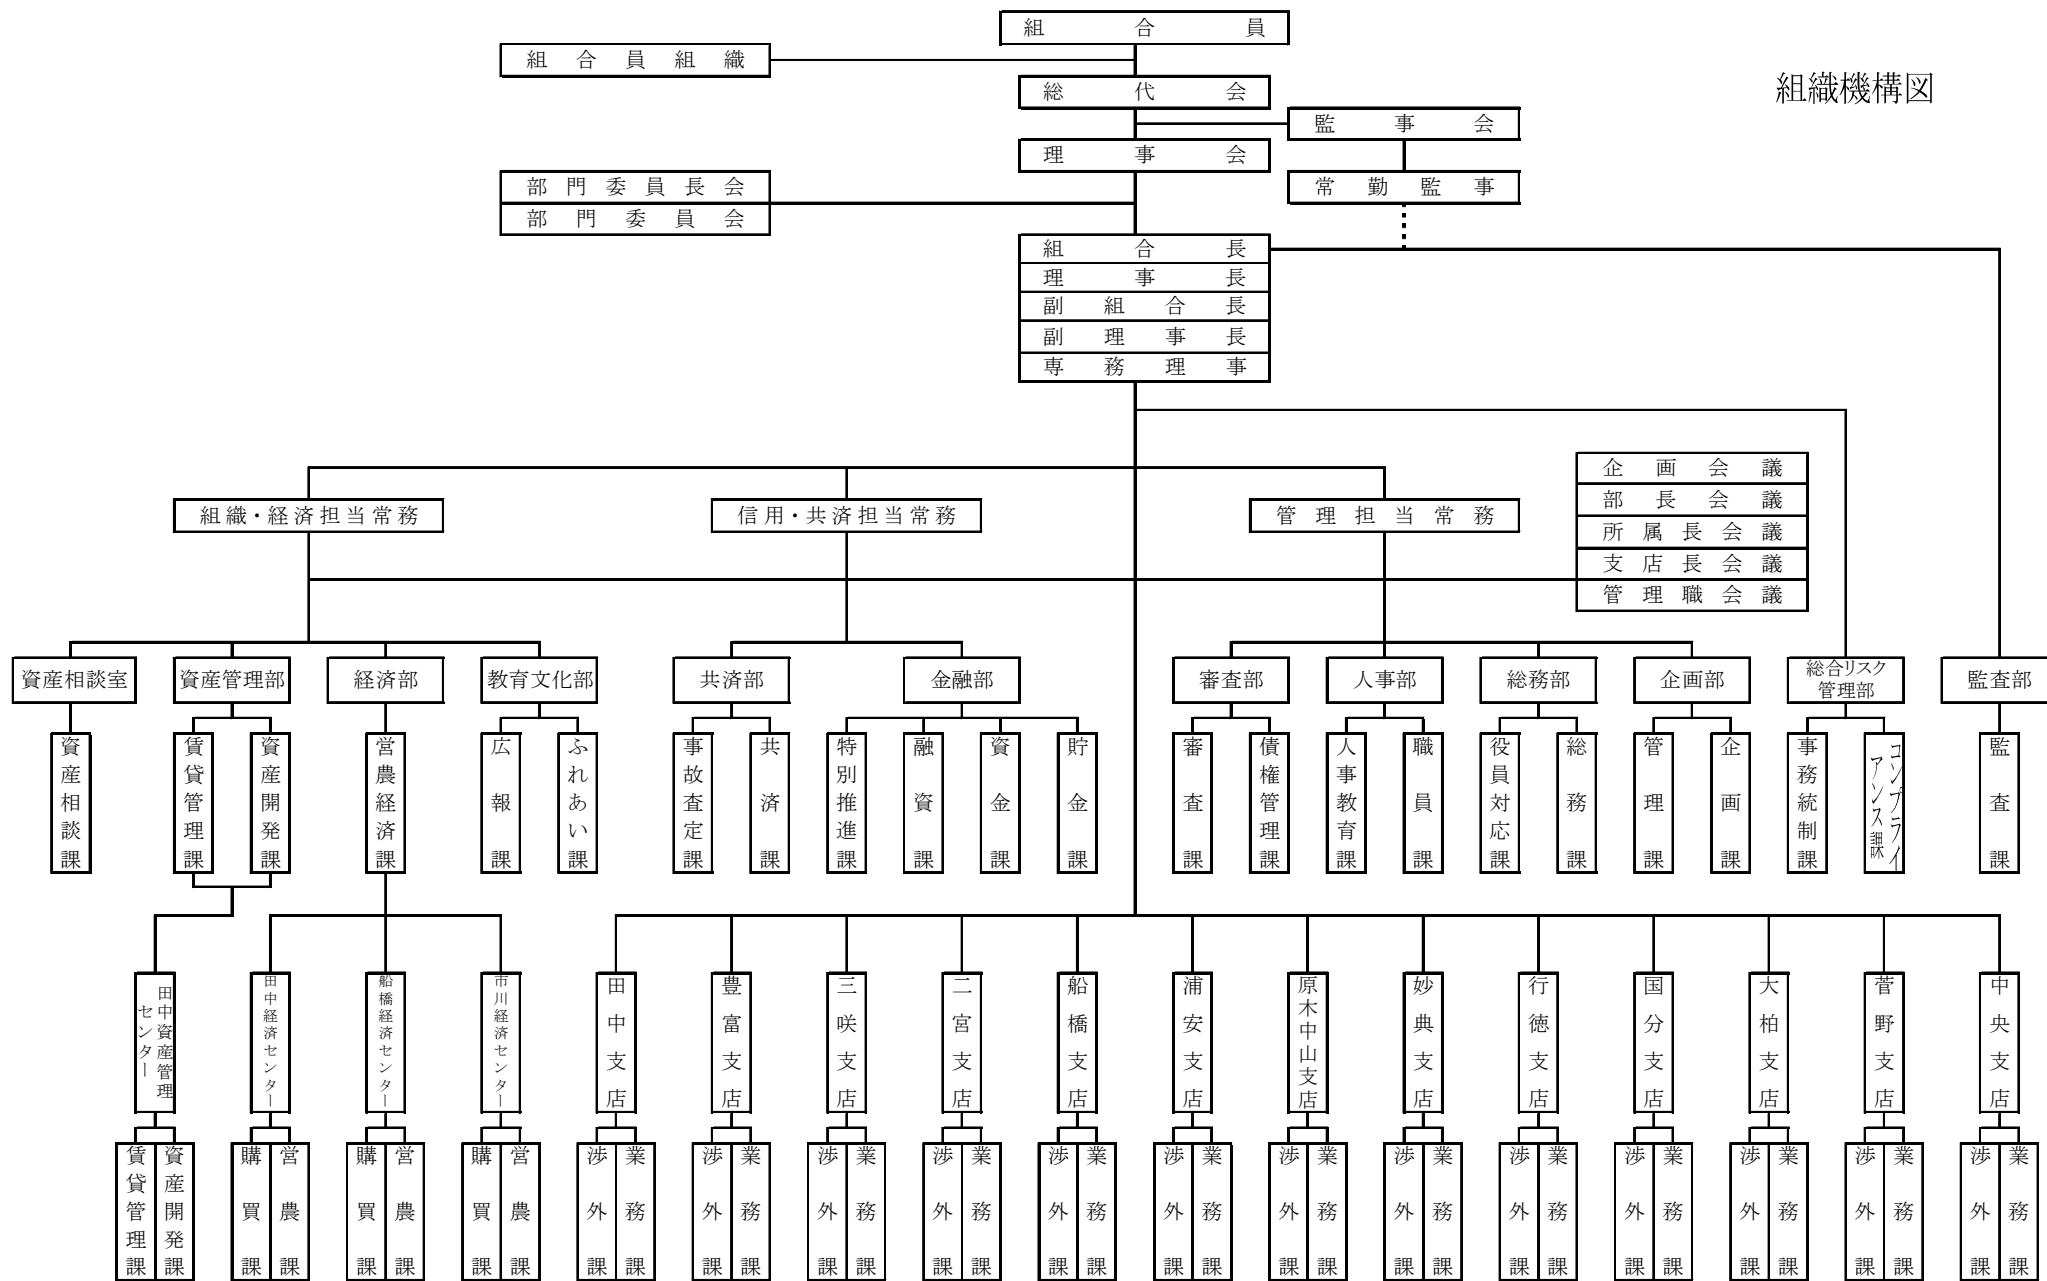 組織機構図
組合員
組合員組織
総代会
監事会
理事会
部門委員長会
常勤監事
部門委員会
組合長
理事長
副組合長
副理事長
専務理事
企画会議
部長会議
所属長会議
支店長会議
管理職会議
組織・経済担当常務
信用・共済担当常務
管理担当常務
資産相談室
資産管理部
経済部
教育文化部
共済部
金融部
審査部
人事部
総務部
企画部
総合リスク
管理部
監査部
資産相談課
賃貸管理課
資産開発課
営農経済課
広報課
ふれあい課
事故査定課
共済課
特別推進課
融資課
資金課
貯金課
審査課
債権管理課
人事教育課
職員課
役員対応課
総務課
管理課
企画課
事務統制課
コンプライ
アンス課
監査課
田中資産管理
センター
田中経済センター
船橋経済センター
市川経済センター
田中支店
豊富支店
三咲支店
二宮支店
船橋支店
浦安支店
原木中山支店
妙典支店
行徳支店
国分支店
大柏支店
菅野支店
中央支店
賃貸管理課
資産開発課
購買課
営農課
購買課
営農課
購買課
営農課
渉外課
業務課
渉外課
業務課
渉外課
業務課
渉外課
業務課
渉外課
業務課
渉外課
業務課
渉外課
業務課
渉外課
業務課
渉外課
業務課
渉外課
業務課
渉外課
業務課
渉外課
業務課
渉外課
業務課